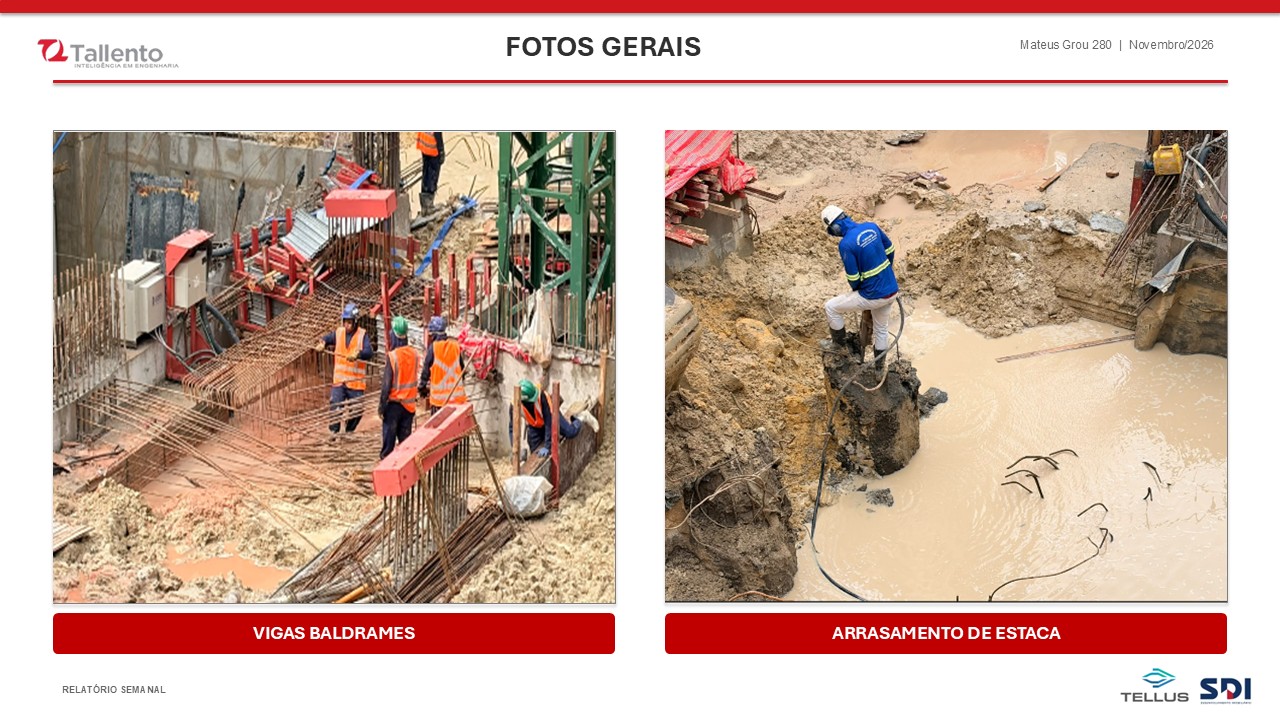 Tallento
INTELIGÊNCIA EM ENGENHARIA
FOTOS GERAIS
Mateus Grou 280 | Novembro/2026
VIGAS BALDRAMES
ARRASAMENTO DE ESTACA
RELATÓRIO SEMANAL
TELLUS
SDI